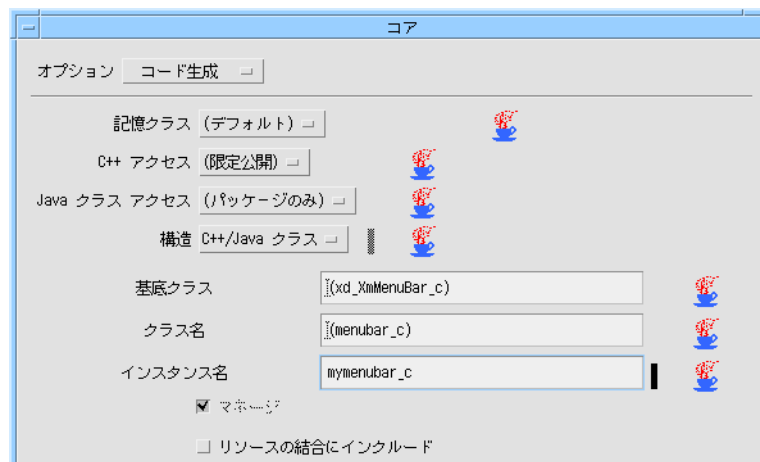 コア
オプション コード生成
記憶クラス (デフォルト)
C++ アクセス (限定公開)
Java クラス アクセス (パッケージのみ)
構造 C++/Java クラス
基底クラス (xd_XmMenuBar_c)
クラス名 (menubar_c)
インスタンス名 mymenubar_c
マネージ
リソースの結合にインクルード